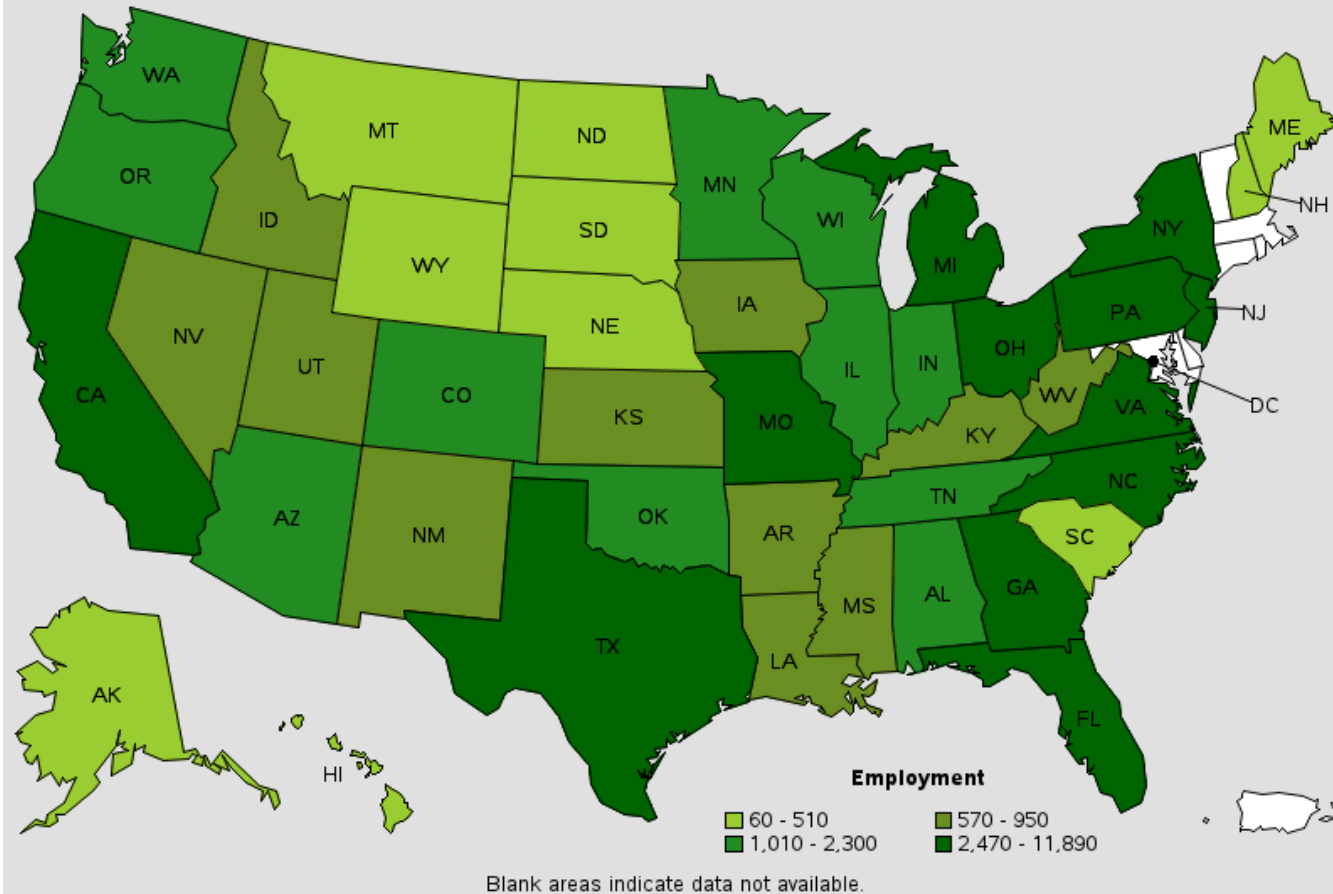 WA
MT
ND
ME
OR
MN
ID
SD
WI
NH
NY
WY
MI
IA
NE
PA
NJ
NV
OH
UT
IL
IN
CA
CO
WV
VA
DC
KS
MO
KY
NC
TN
AZ
OK
NM
AR
SC
GA
MS
AL
TX
LA
AK
FL
HI
Employment
60 - 510 570 - 950
1,010 - 2,300 2,470 - 11,890
Blank areas indicate data not available.